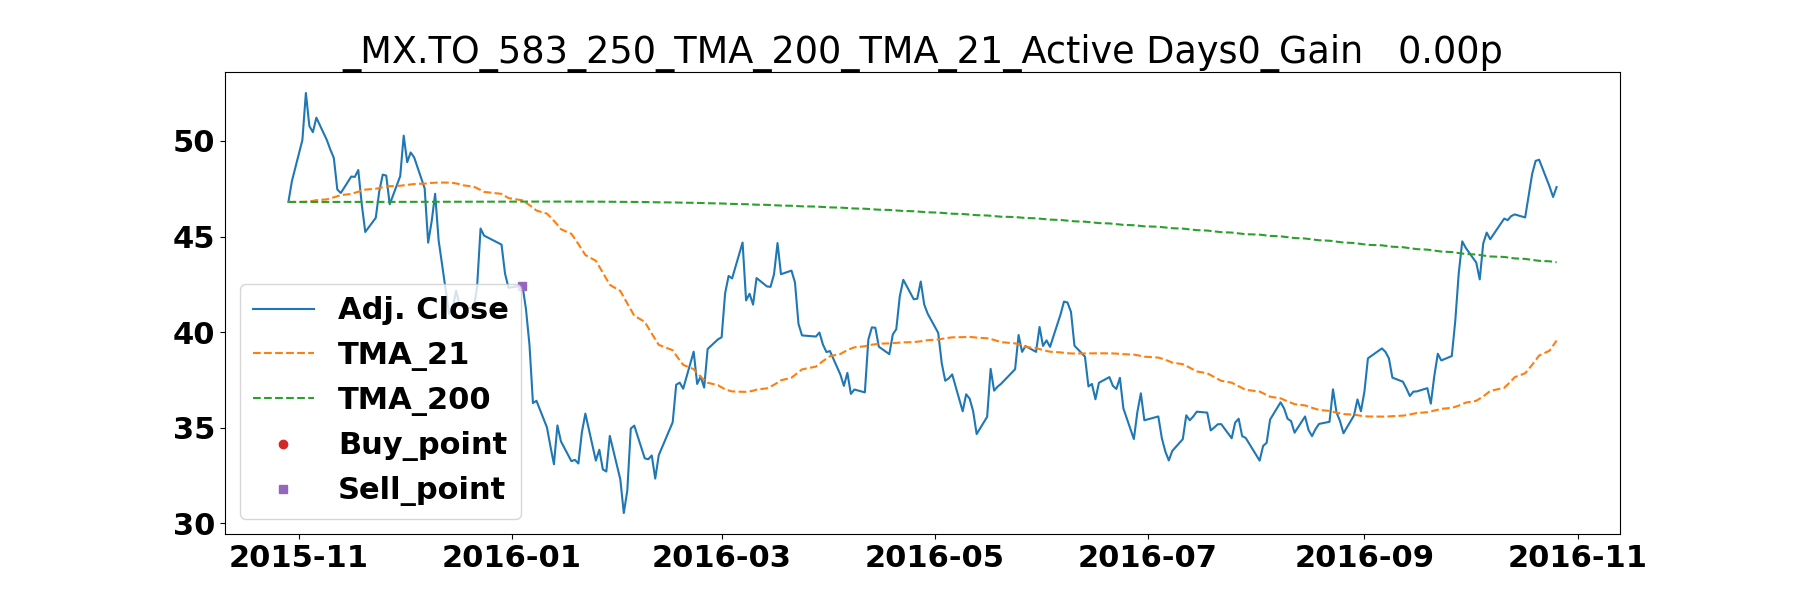 _MX.TO_583_250_TMA_200_TMA_21_Active Days0_Gain   0.00p
50
45
40
35
30
Adj. Close
TMA_21
TMA_200
Buy_point
Sell_point
2015-11 2016-01 2016-03 2016-05 2016-07 2016-09 2016-11